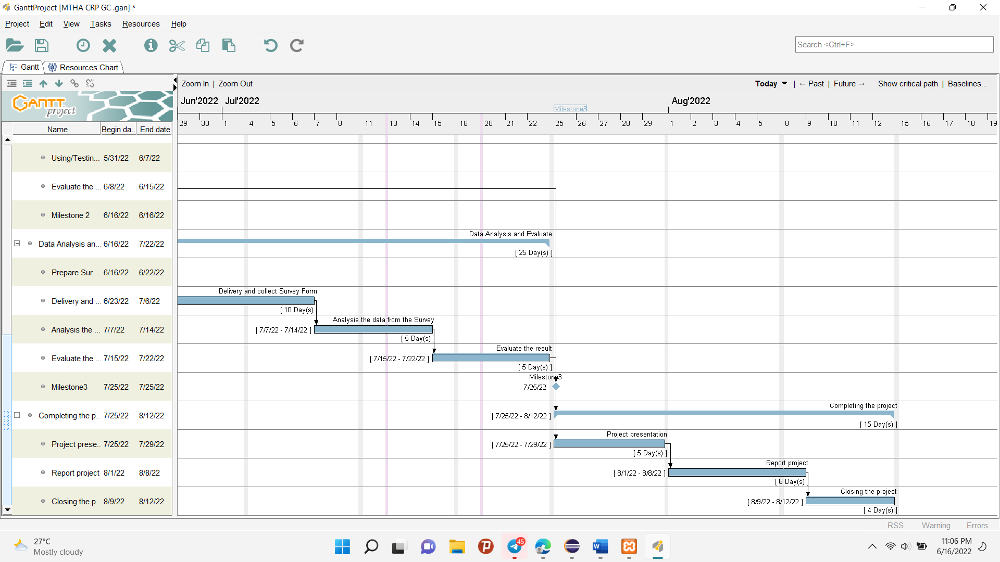 GanttProject [MTHA CRP GC .gan] *
Project Edit View Tasks Resources Help
Search <Ctrl+F>
Gantt Resources Chart
Zoom In | Zoom Out
Today | ← Past | Future → Show critical path | Baselines...
GANTT project
Jun'2022 Jul'2022 Aug'2022
Milestone3
29 30 1 4 5 6 7 8 11 13 14 15 18 20 21 22 25 26 27 28 29 1 2 3 4 5 8 9 10 11 12 15 16 17 18 19
Name Begin da.. End date
Using/Testin... 5/31/22 6/7/22
Evaluate the ... 6/8/22 6/15/22
Milestone 2 6/16/22 6/16/22
Data Analysis and Evaluate
Data Analysis an... 6/16/22 7/22/22
[ 25 Day(s) ]
Prepare Sur... 6/16/22 6/22/22
Delivery and collect Survey Form
Delivery and ... 6/23/22 7/6/22
[ 10 Day(s) ]
Analysis the data from the Survey
Analysis the ... 7/7/22 7/14/22 [ 7/7/22 - 7/14/22 ]
[ 5 Day(s)
Evaluate the result
Evaluate the ... 7/15/22 7/22/22 [ 7/15/22 - 7/22/22 ]
[ 5 Day(s) ]
Milestone3
Milestone3 7/25/22 7/25/22 7/25/22
Completing the project
Completing the p.. 7/25/22 8/12/22 [ 7/25/22 - 8/12/22 ]
[ 15 Day(s) ]
Project presentation
Project prese.. 7/25/22 7/29/22 [ 7/25/22 - 7/29/22 ]
[ 5 Day(s) ]
Report project
Report project 8/1/22 8/8/22 [ 8/1/22 - 8/8/22 ]
[ 6 Day(s) ]
Closing the project
Closing the p.. 8/9/22 8/12/22 [ 8/9/22 - 8/12/22 ]
[ 4 Day(s) ]
RSS Warning Errors
27°C
Mostly cloudy
45
11:06 PM
6/16/2022